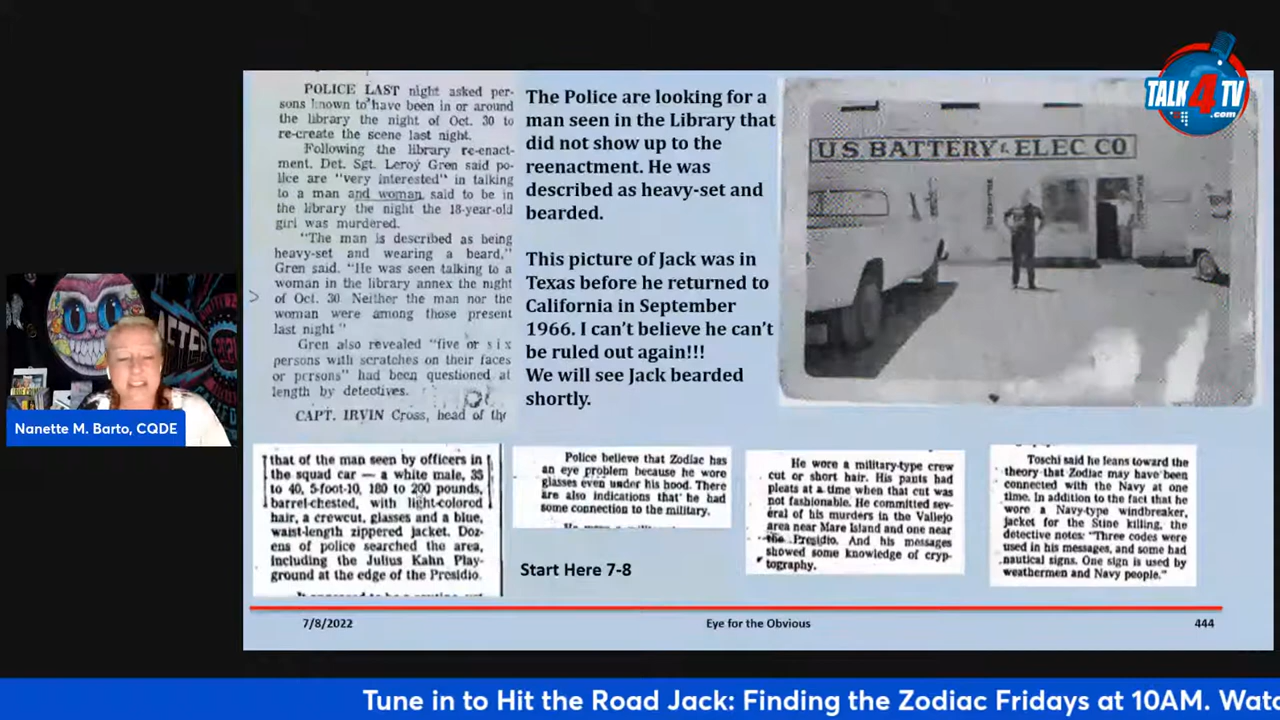 TALK4TV
.com
POLICE LAST night asked per-
sons known to have been in or around
the library the night of Oct. 30 to
re-create the scene last night.
Following the library re-enact-
ment, Det. Sgt. Leroy Gren said po-
lice are "very interested" in talking
to a man and woman said to be in
the library the night the 18-year-old
girl was murdered.
"The man is described as being
heavy-set and wearing a beard,"
Gren said. "He was seen talking to a
woman in the library annex the night
of Oct. 30 Neither the man nor the
woman were among those present
last night"
Gren also revealed "five or six
persons with scratches on their faces
or persons" had been questioned at
length by detectives.
CAPT. IRVIN Cross, head of the
The Police are looking for a
man seen in the Library that
did not show up to the
reenactment. He was
described as heavy-set and
bearded.
This picture of Jack was in
Texas before he returned to
California in September
1966. I can't believe he can't
be ruled out again!!!
We will see Jack bearded
shortly.
U.S. BATTERY & ELEC CO
AFTER
Nanette M. Barto, CQDE
that of the man seen by officers in
the squad car — a white male, 35
to 40, 5-foot-10, 180 to 200 pounds,
barrel-chested, with light-colored
hair, a crewcut, glasses and a blue,
waist-length zippered jacket. Doz-
ens of police searched the area,
including the Julius Kahn Play-
ground at the edge of the Presidio.
Police believe that Zodiac has
an eye problem because he wore
glasses even under his hood. There
are also indications that he had
some connection to the military.
He wore a military-type crew
cut or short hair. His pants had
pleats at a time when that cut was
not fashionable. He committed sev-
eral of his murders in the Vallejo
area near Mare Island and one near
the Presidio. And his messages
showed some knowledge of cryp-
tography.
Toschi said he leans toward the
theory that Zodiac may have been
connected with the Navy at one
time. In addition to the fact that he
wore a Navy-type windbreaker,
jacket for the Stine killing, the
detective notes: "Three codes were
used in his messages, and some had
nautical signs. One sign is used by
weathermen and Navy people."
Start Here 7-8
7/8/2022
Eye for the Obvious
444
Tune in to Hit the Road Jack: Finding the Zodiac Fridays at 10AM. Watc